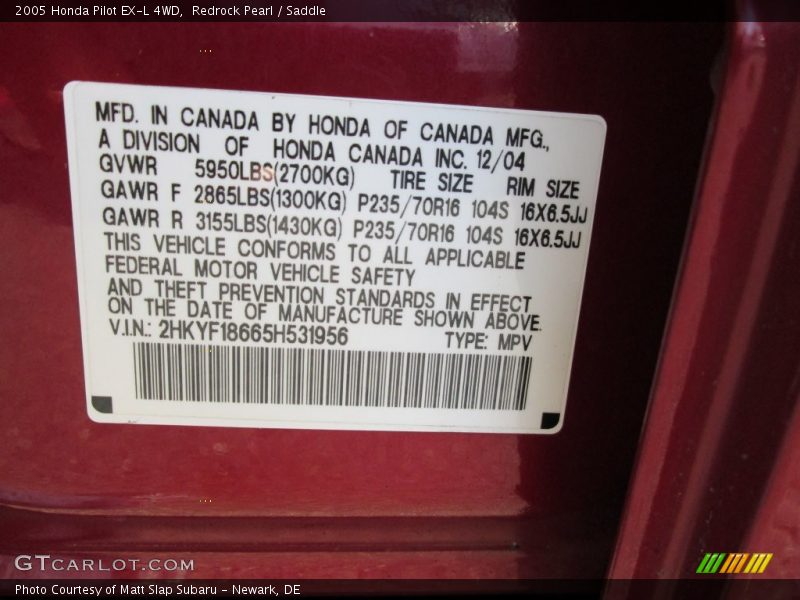 2005 Honda Pilot EX-L 4WD,  Redrock Pearl / Saddle
MFD. IN CANADA BY HONDA OF CANADA MFG.,
A DIVISION OF HONDA CANADA INC. 12/04
GVWR 5950LBS(2700KG) TIRE SIZE RIM SIZE
GAWR F 2865LBS(1300KG) P235/70R16 104S 16X6.5JJ
GAWR R 3155LBS(1430KG) P235/70R16 104S 16X6.5JJ
THIS VEHICLE CONFORMS TO ALL APPLICABLE
FEDERAL MOTOR VEHICLE SAFETY
AND THEFT PREVENTION STANDARDS IN EFFECT
ON THE DATE OF MANUFACTURE SHOWN ABOVE.
V.I.N.: 2HKYF18665H531956 TYPE: MPV
GTCARLOT.COM
Photo Courtesy of Matt Slap Subaru - Newark, DE